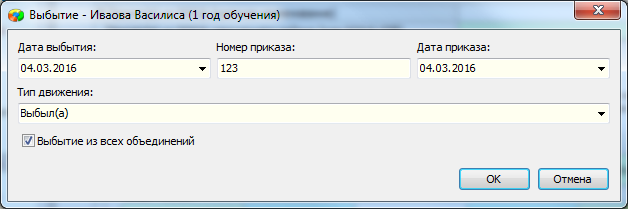 Выбытие - Иваова Василиса (1 год обучения)
Дата выбытия: Номер приказа: Дата приказа:
04.03.2016 123 04.03.2016
Тип движения:
Выбыл(а)
Выбытие из всех объединений
OK Отмена